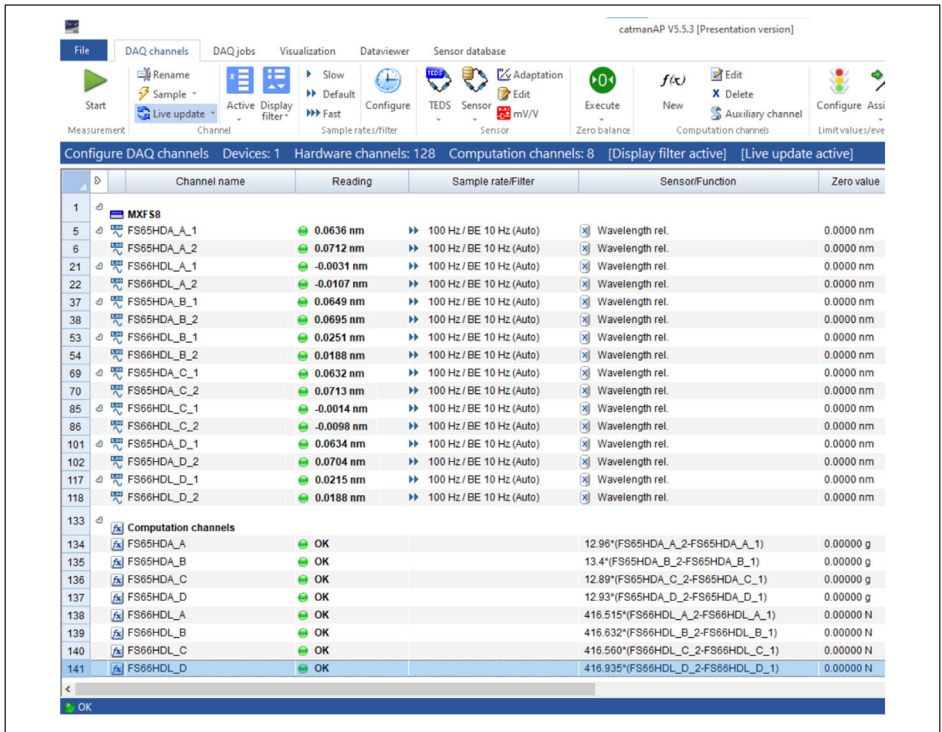 catmanAP V5.5.3 [Presentation version]
File DAQ channels DAQ jobs Visualization Dataviewer Sensor database
Start
Rename
Sample
Live update
Active
Display filter
Slow
Default
Fast
Configure
TEDS
Sensor
Adaptation
Edit
mV/V
Execute
New
Edit
Delete
Auxiliary channel
Configure
Measurement Channel Sample rates/filter Sensor Zero balance Computation channels
Configure DAQ channels Devices: 1 Hardware channels: 128 Computation channels: 8 [Display filter active] [Live update active]
Channel name Reading Sample rate/Filter Sensor/Function Zero value
1 MXFS8
5 FS65HDA_A_1 0.0636 nm 100 Hz / BE 10 Hz (Auto) Wavelength rel. 0.0000 nm
6 FS65HDA_A_2 0.0712 nm 100 Hz / BE 10 Hz (Auto) Wavelength rel. 0.0000 nm
21 FS66HDL_A_1 -0.0031 nm 100 Hz / BE 10 Hz (Auto) Wavelength rel. 0.0000 nm
22 FS66HDL_A_2 -0.0107 nm 100 Hz / BE 10 Hz (Auto) Wavelength rel. 0.0000 nm
37 FS65HDA_B_1 0.0649 nm 100 Hz / BE 10 Hz (Auto) Wavelength rel. 0.0000 nm
38 FS65HDA_B_2 0.0695 nm 100 Hz / BE 10 Hz (Auto) Wavelength rel. 0.0000 nm
53 FS66HDL_B_1 0.0251 nm 100 Hz / BE 10 Hz (Auto) Wavelength rel. 0.0000 nm
54 FS66HDL_B_2 0.0188 nm 100 Hz / BE 10 Hz (Auto) Wavelength rel. 0.0000 nm
69 FS65HDA_C_1 0.0632 nm 100 Hz / BE 10 Hz (Auto) Wavelength rel. 0.0000 nm
70 FS65HDA_C_2 0.0713 nm 100 Hz / BE 10 Hz (Auto) Wavelength rel. 0.0000 nm
85 FS66HDL_C_1 -0.0014 nm 100 Hz / BE 10 Hz (Auto) Wavelength rel. 0.0000 nm
86 FS66HDL_C_2 -0.0098 nm 100 Hz / BE 10 Hz (Auto) Wavelength rel. 0.0000 nm
101 FS65HDA_D_1 0.0634 nm 100 Hz / BE 10 Hz (Auto) Wavelength rel. 0.0000 nm
102 FS65HDA_D_2 0.0704 nm 100 Hz / BE 10 Hz (Auto) Wavelength rel. 0.0000 nm
117 FS66HDL_D_1 0.0215 nm 100 Hz / BE 10 Hz (Auto) Wavelength rel. 0.0000 nm
118 FS66HDL_D_2 0.0188 nm 100 Hz / BE 10 Hz (Auto) Wavelength rel. 0.0000 nm
133 Computation channels
134 FS65HDA_A OK 12.96*(FS65HDA_A_2-FS65HDA_A_1) 0.00000 g
135 FS65HDA_B OK 13.4*(FS65HDA_B_2-FS65HDA_B_1) 0.00000 g
136 FS65HDA_C OK 12.89*(FS65HDA_C_2-FS65HDA_C_1) 0.00000 g
137 FS65HDA_D OK 12.93*(FS65HDA_D_2-FS65HDA_D_1) 0.00000 g
138 FS66HDL_A OK 416.515*(FS66HDL_A_2-FS66HDL_A_1) 0.00000 N
139 FS66HDL_B OK 416.632*(FS66HDL_B_2-FS66HDL_B_1) 0.00000 N
140 FS66HDL_C OK 416.560*(FS66HDL_C_2-FS66HDL_C_1) 0.00000 N
141 FS66HDL_D OK 416.935*(FS66HDL_D_2-FS66HDL_D_1) 0.00000 N
OK